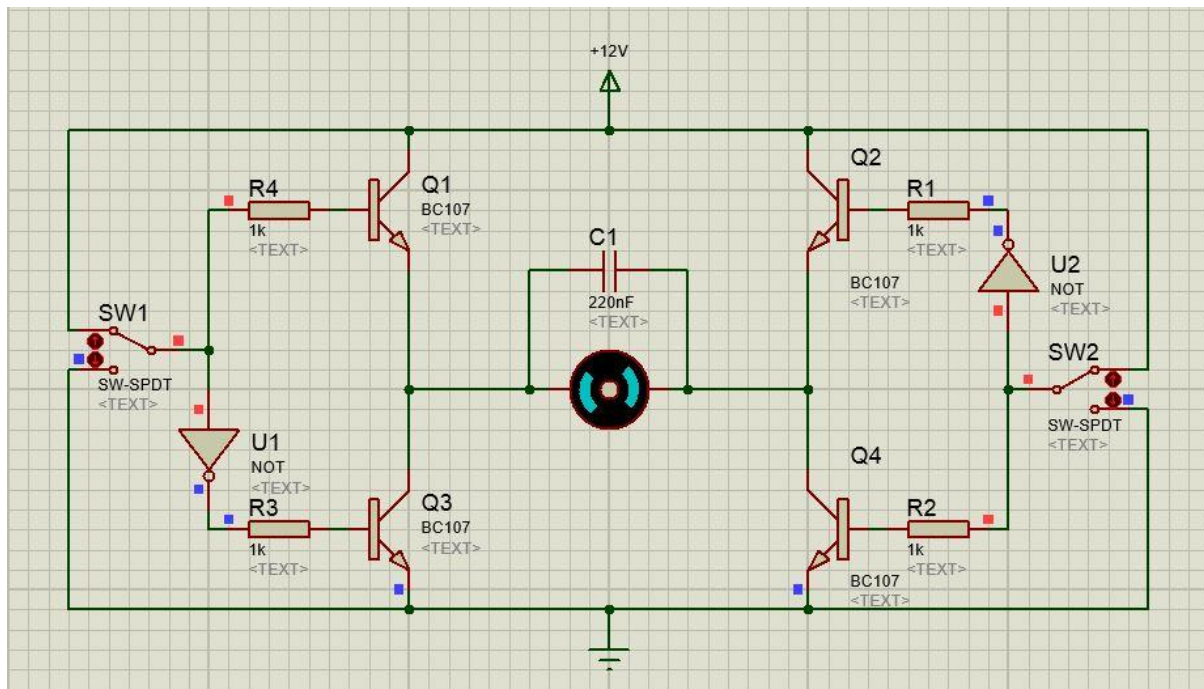 +12V
R4
1k
<TEXT>
Q1
BC107
<TEXT>
C1
220nF
<TEXT>
Q2
BC107
<TEXT>
R1
1k
<TEXT>
U2
NOT
<TEXT>
SW1
SW-SPDT
<TEXT>
SW2
SW-SPDT
<TEXT>
U1
NOT
<TEXT>
R3
1k
<TEXT>
Q3
BC107
<TEXT>
Q4
BC107
<TEXT>
R2
1k
<TEXT>